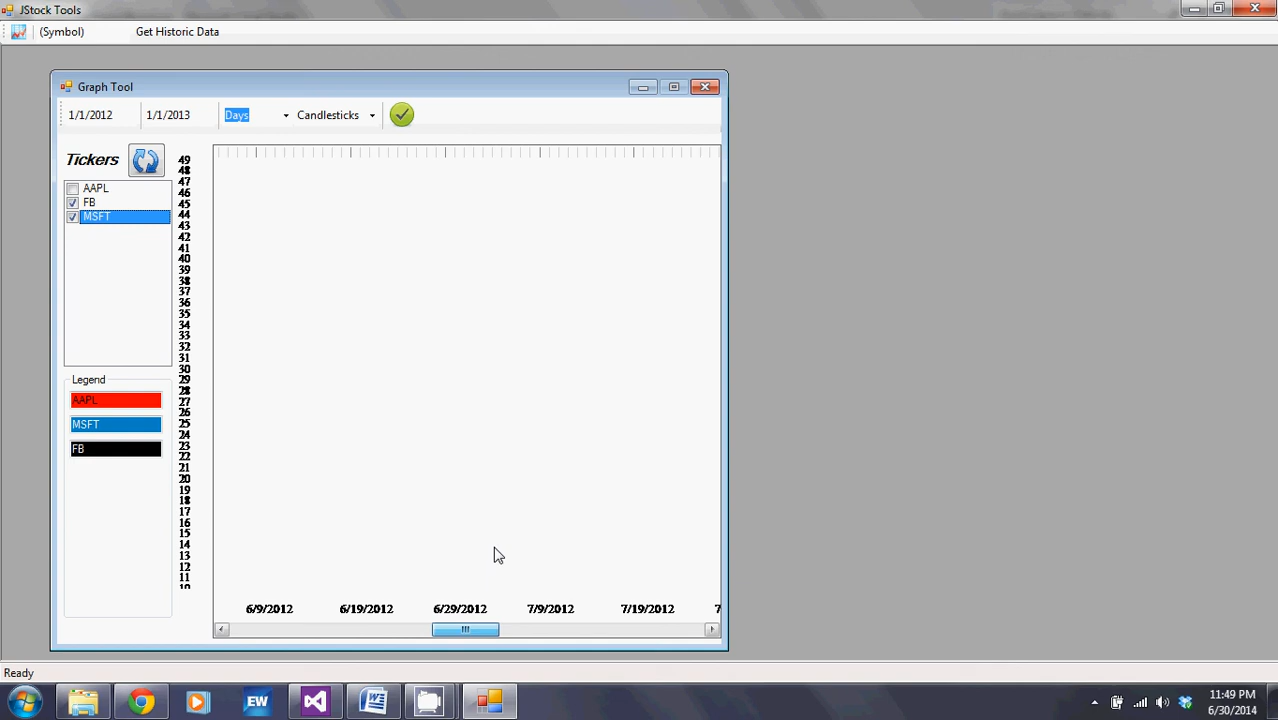 JStock Tools
(Symbol) Get Historic Data
Graph Tool
1/1/2012 1/1/2013 Days Candlesticks
Tickers
AAPL
FB
MSFT
49
48
47
46
45
44
43
42
41
40
39
38
37
36
35
34
33
32
31
30
29
28
27
26
25
24
23
22
21
20
19
18
17
16
15
14
13
12
11
10
Legend
AAPL
MSFT
FB
6/9/2012 6/19/2012 6/29/2012 7/9/2012 7/19/2012 7
Ready
EW
11:49 PM
6/30/2014